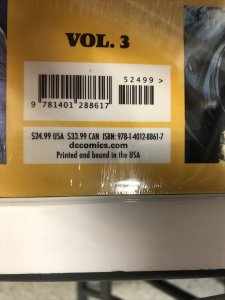 VOL. 3
52499 >
9 781401 288617
$24.99 USA $33.99 CAN ISBN: 978-1-4012-8861-7
dccomics.com
Printed and bound in the USA